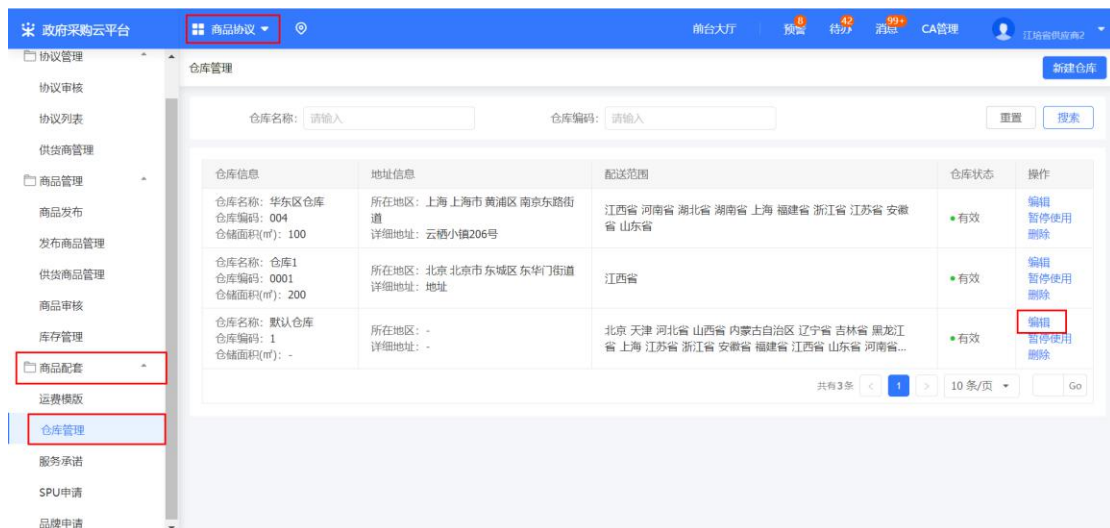 政府采购云平台
商品协议
前台大厅
预警
8
待办
42
消息
99+
CA管理
江培省供应商2
协议管理
协议审核
协议列表
供货商管理
商品管理
商品发布
发布商品管理
供货商品管理
商品审核
库存管理
商品配套
运费模版
仓库管理
服务承诺
SPU申请
品牌申请
仓库管理
新建仓库
仓库名称： 请输入
仓库编码： 请输入
重置
搜索
仓库信息 地址信息 配送范围 仓库状态 操作
仓库名称：华东区仓库
仓库编码：004
仓储面积(㎡)：100
所在地区：上海 上海市 黄浦区 南京东路街
道
详细地址：云栖小镇206号
江西省 河南省 湖北省 湖南省 上海 福建省 浙江省 江苏省 安徽
省 山东省
有效
编辑
暂停使用
删除
仓库名称：仓库1
仓库编码：0001
仓储面积(㎡)：200
所在地区：北京 北京市 东城区 东华门街道
详细地址：地址
江西省
有效
编辑
暂停使用
删除
仓库名称：默认仓库
仓库编码：1
仓储面积(㎡)：-
所在地区：-
详细地址：-
北京 天津 河北省 山西省 内蒙古自治区 辽宁省 吉林省 黑龙江
省 上海 江苏省 浙江省 安徽省 福建省 江西省 山东省 河南省...
有效
编辑
暂停使用
删除
共有3条 < 1 > 10 条/页 Go